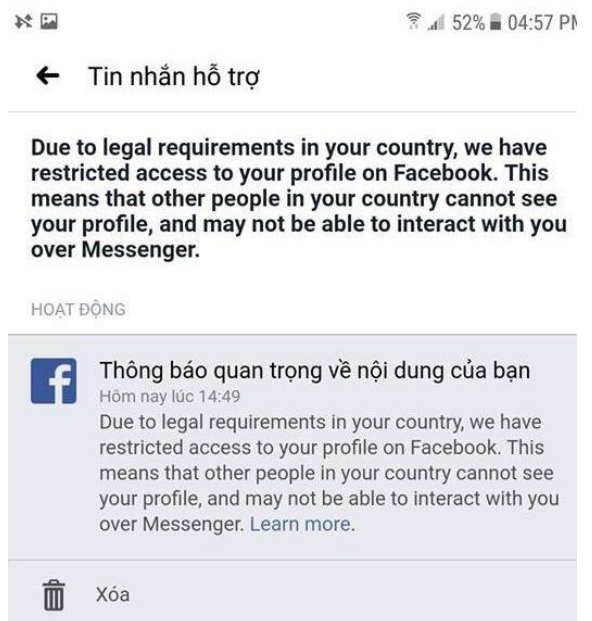 52% 04:57 PM
Tin nhắn hỗ trợ
Due to legal requirements in your country, we have
restricted access to your profile on Facebook. This
means that other people in your country cannot see
your profile, and may not be able to interact with you
over Messenger.
HOẠT ĐỘNG
Thông báo quan trọng về nội dung của bạn
Hôm nay lúc 14:49
Due to legal requirements in your country, we have
restricted access to your profile on Facebook. This
means that other people in your country cannot see
your profile, and may not be able to interact with you
over Messenger. Learn more.
Xóa